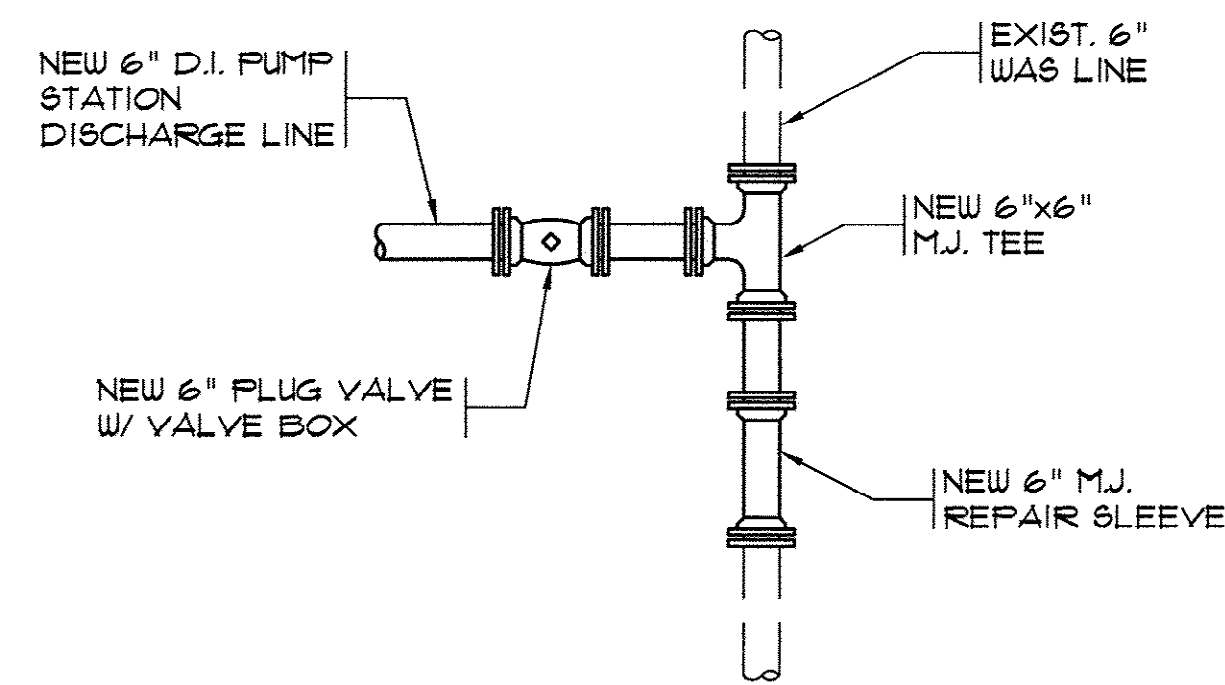 NEW 6" D.I. PUMP
STATION
DISCHARGE LINE
EXIST. 6"
WAS LINE
NEW 6"x6"
M.J. TEE
NEW 6" PLUG VALVE
W/ VALVE BOX
NEW 6" M.J.
REPAIR SLEEVE